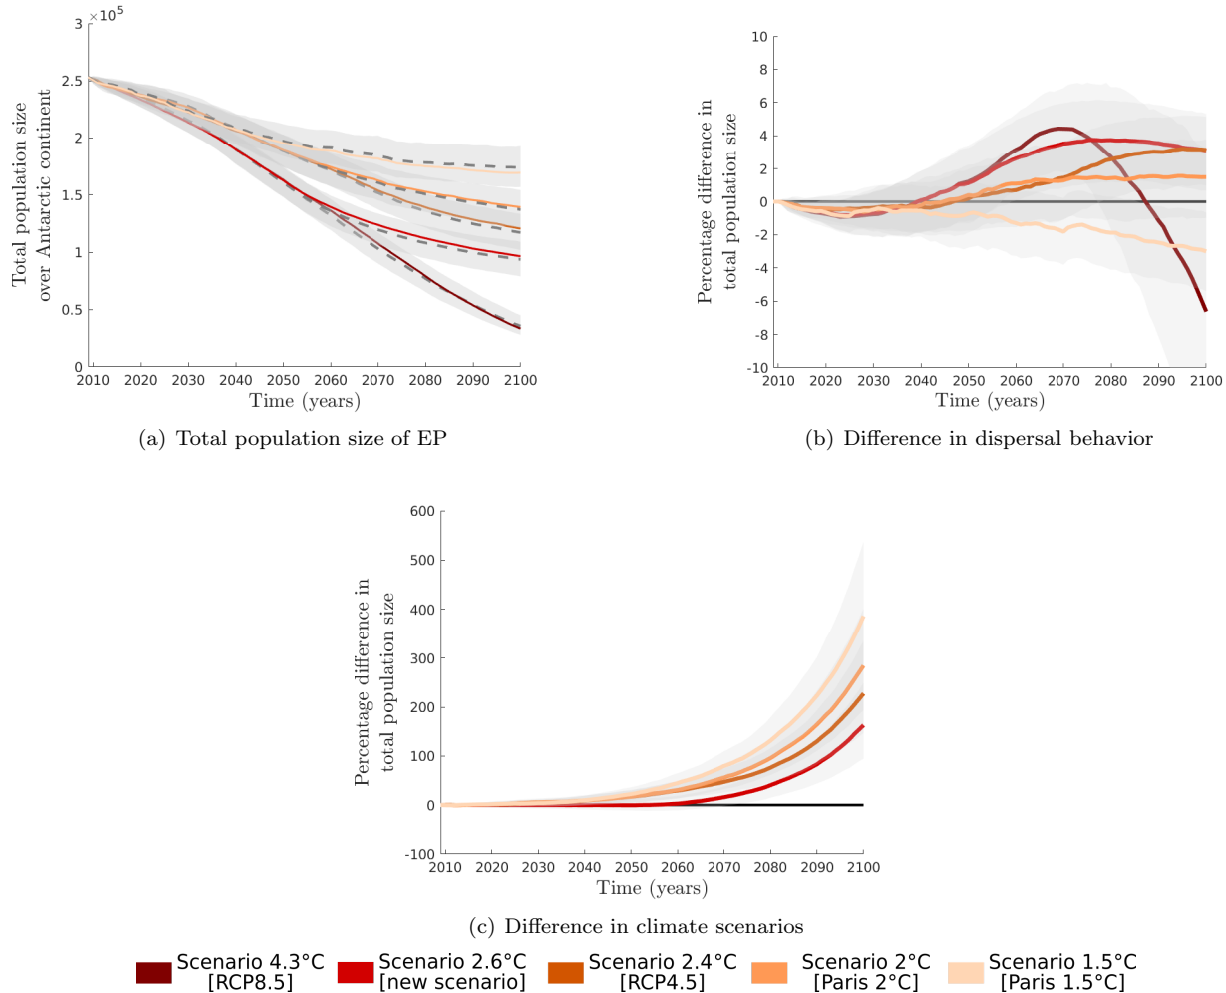 ×10⁵
3
2.5
2
1.5
1
0.5
0
Total population size
over Antarctic continent
2010 2020 2030 2040 2050 2060 2070 2080 2090 2100
Time (years)
(a) Total population size of EP
10
8
6
4
2
0
-2
-4
-6
-8
-10
Percentage difference in
total population size
2010 2020 2030 2040 2050 2060 2070 2080 2090 2100
Time (years)
(b) Difference in dispersal behavior
600
500
400
300
200
100
0
-100
Percentage difference in
total population size
2010 2020 2030 2040 2050 2060 2070 2080 2090 2100
Time (years)
(c) Difference in climate scenarios
Scenario 4.3°C
[RCP8.5]
Scenario 2.6°C
[new scenario]
Scenario 2.4°C
[RCP4.5]
Scenario 2°C
[Paris 2°C]
Scenario 1.5°C
[Paris 1.5°C]